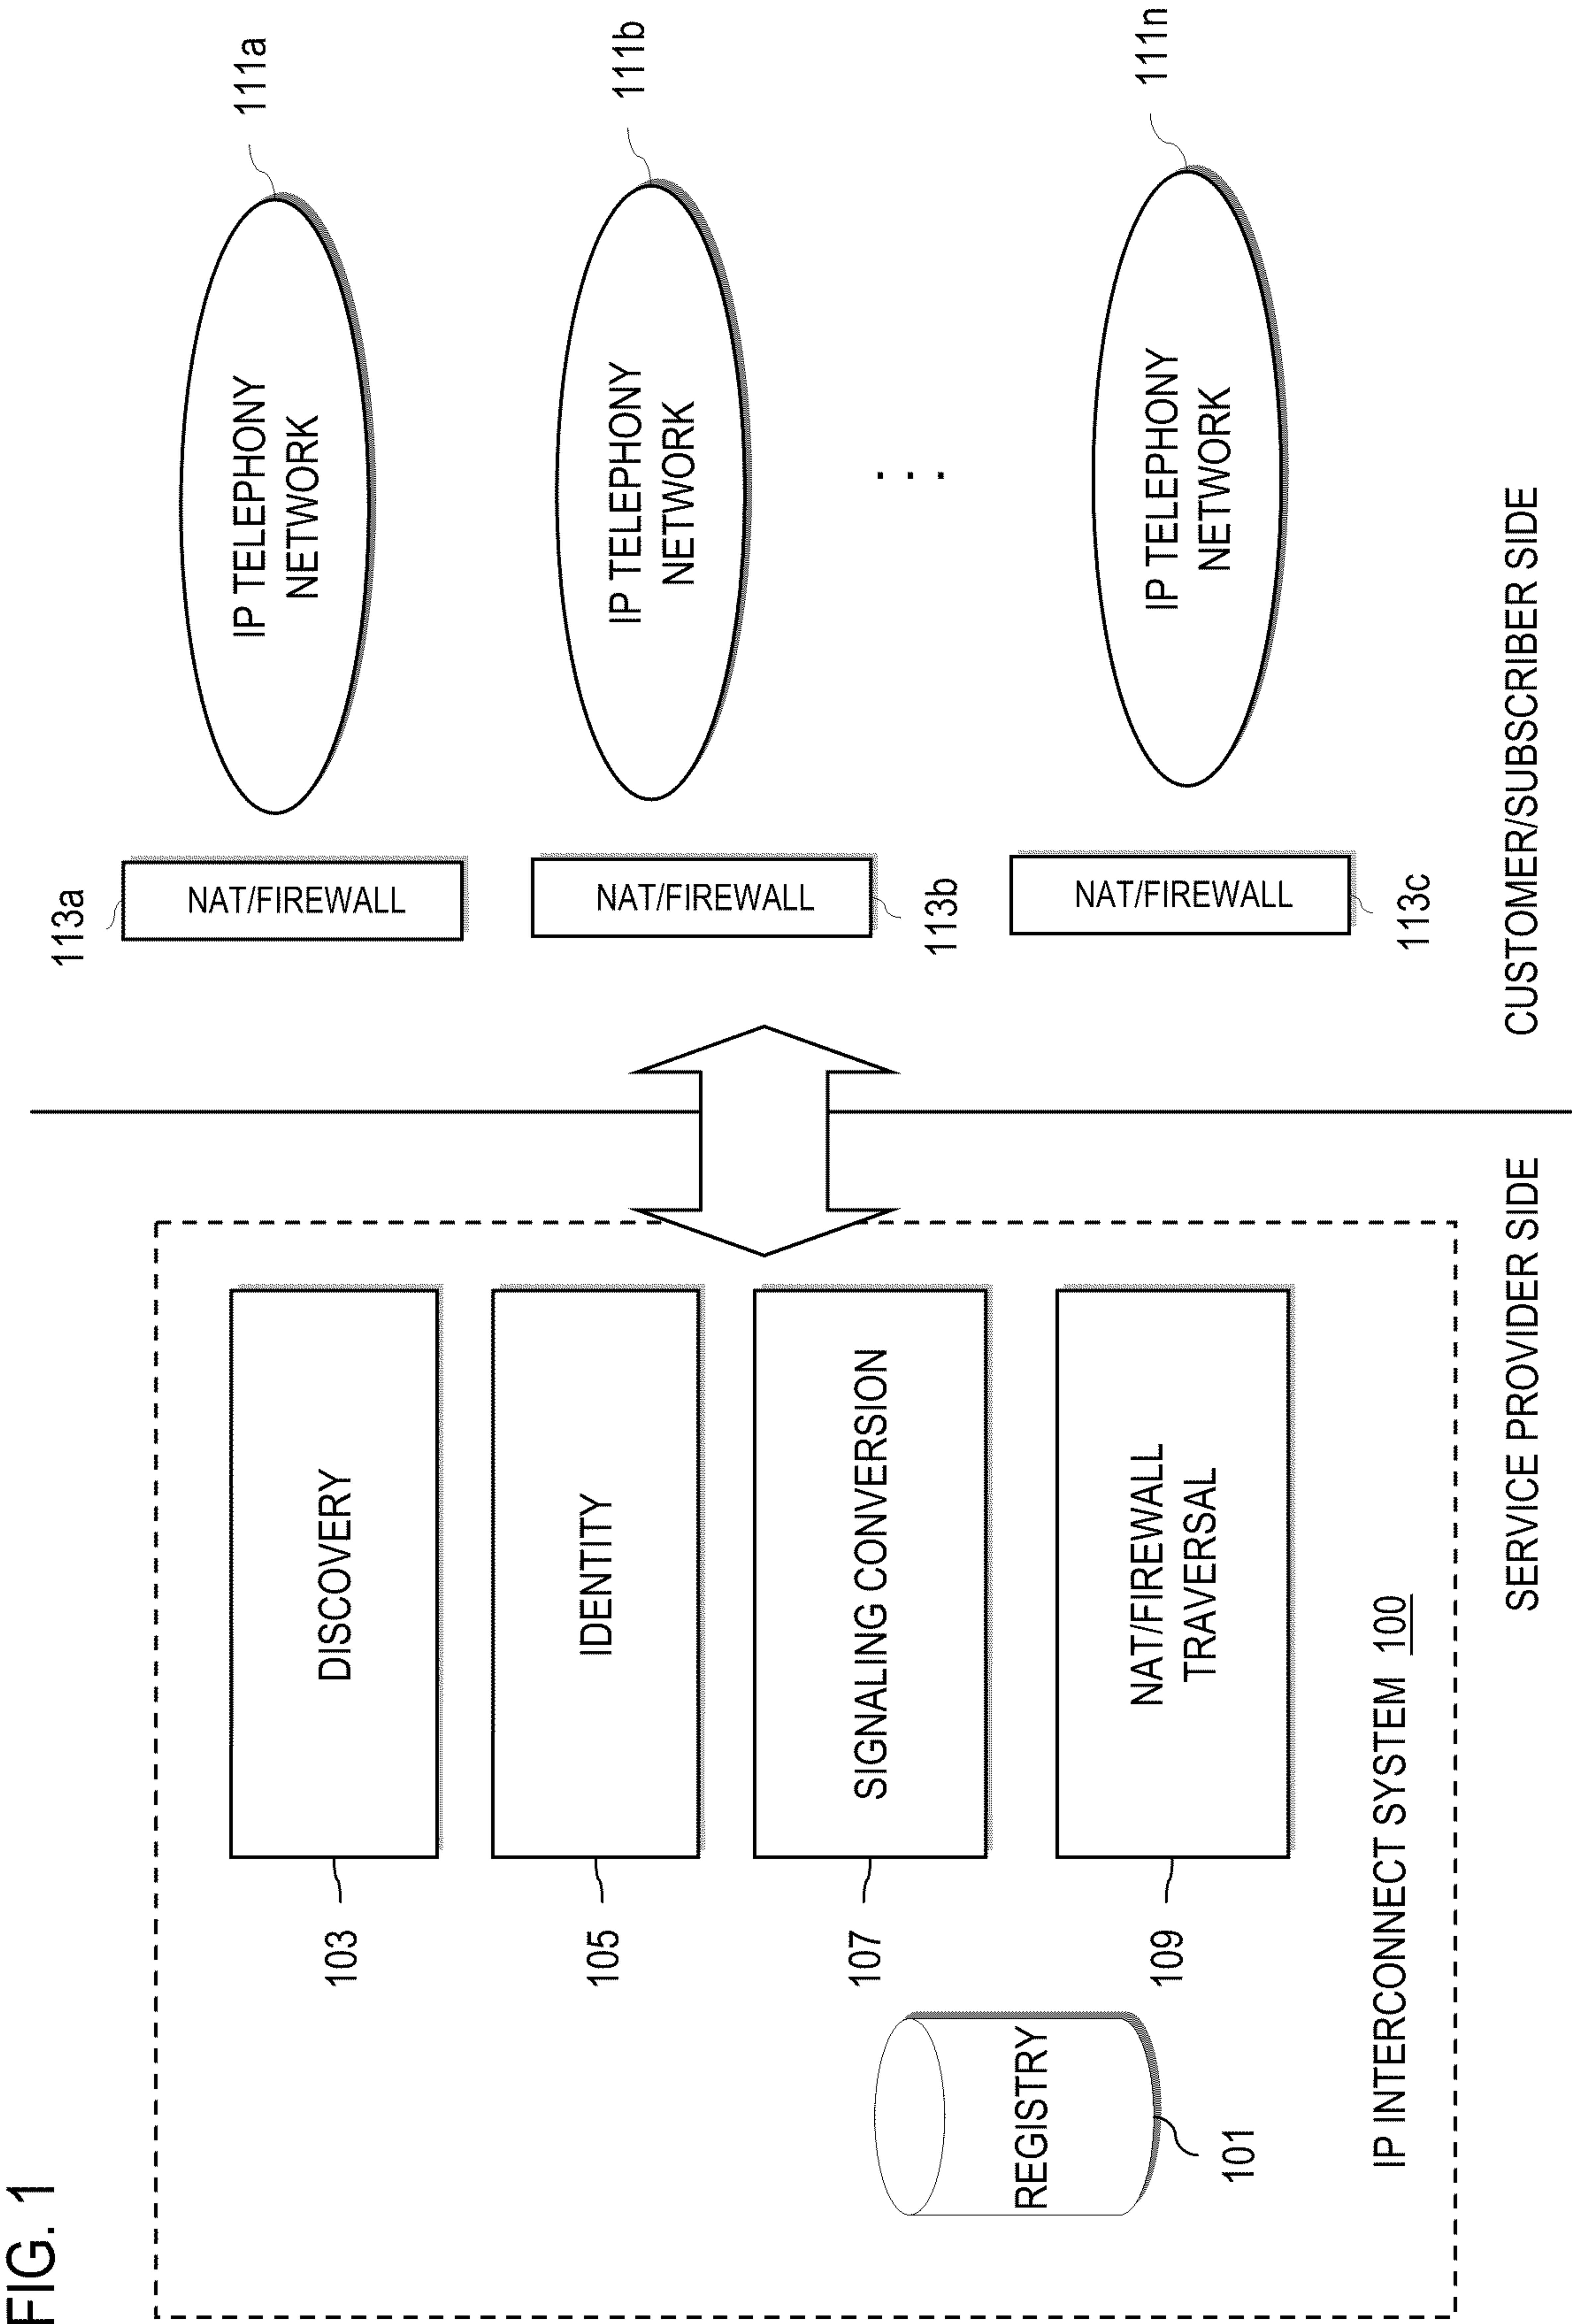 FIG. 1
103
DISCOVERY
105
IDENTITY
107
SIGNALING CONVERSION
109
NAT/FIREWALL
TRAVERSAL
REGISTRY
101
IP INTERCONNECT SYSTEM 100
SERVICE PROVIDER SIDE
113a
NAT/FIREWALL
IP TELEPHONY
NETWORK
111a
NAT/FIREWALL
113b
IP TELEPHONY
NETWORK
111b
. . .
NAT/FIREWALL
113c
IP TELEPHONY
NETWORK
111n
CUSTOMER/SUBSCRIBER SIDE